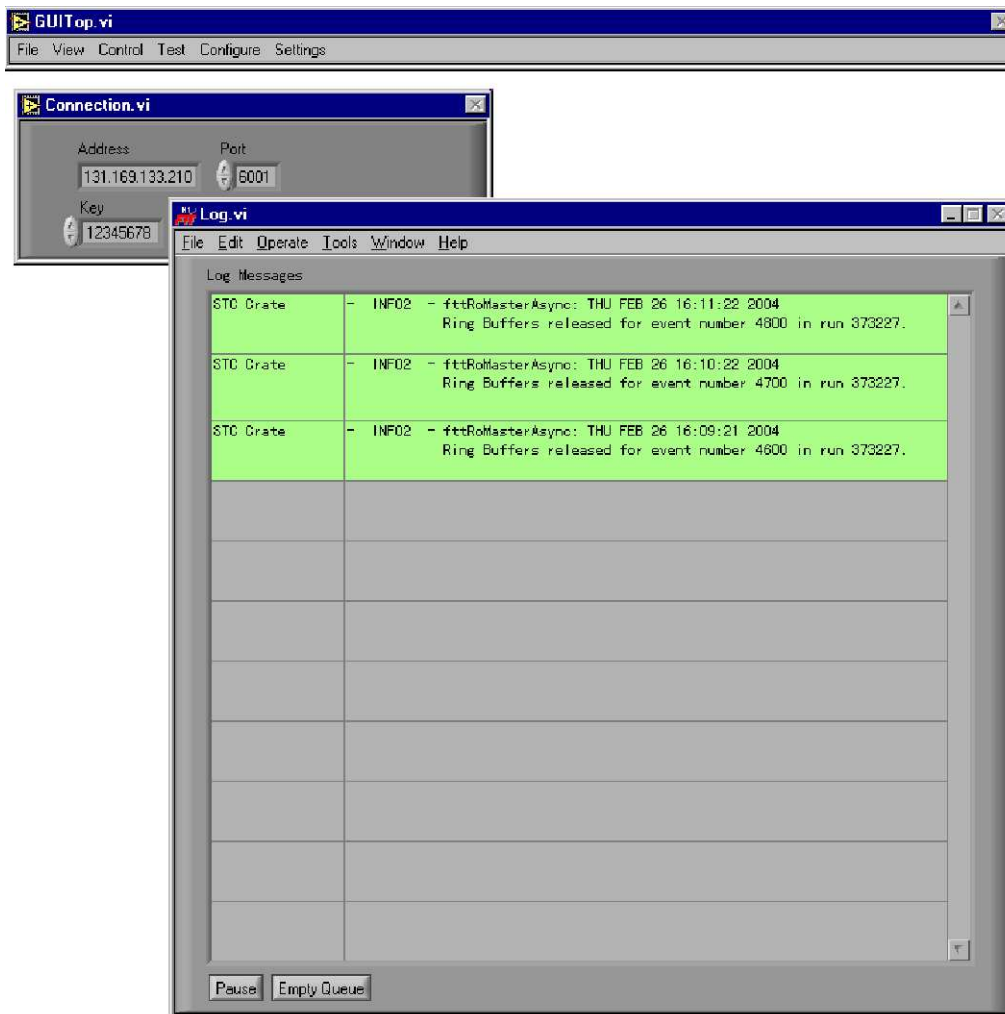 GUITop.vi
File View Control Test Configure Settings
Connection.vi
Address Port
131.169.133.210 6001
Key
12345678
Log.vi
File Edit Operate Tools Window Help
Log Messages
STC Crate - INFO2 - fttRoMasterAsync: THU FEB 26 16:11:22 2004
Ring Buffers released for event number 4800 in run 373227.
STC Crate - INFO2 - fttRoMasterAsync: THU FEB 26 16:10:22 2004
Ring Buffers released for event number 4700 in run 373227.
STC Crate - INFO2 - fttRoMasterAsync: THU FEB 26 16:09:21 2004
Ring Buffers released for event number 4600 in run 373227.
Pause Empty Queue